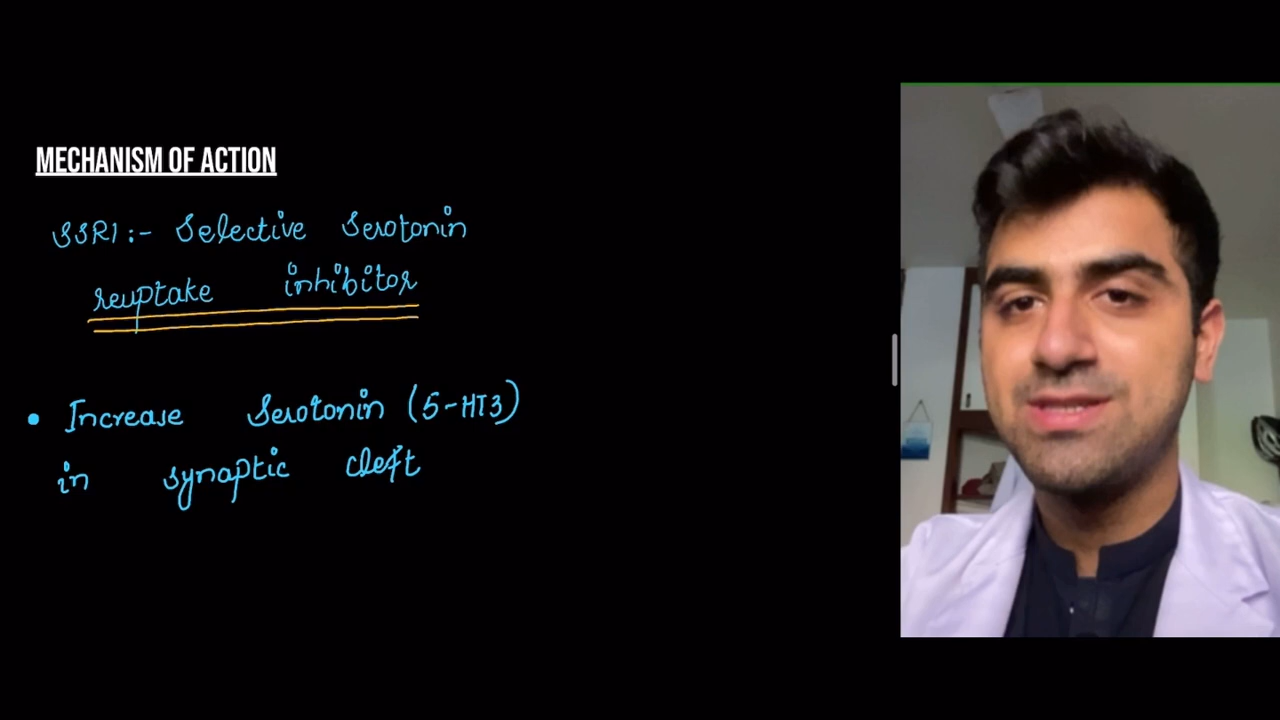 MECHANISM OF ACTION
SSRI:- Selective Serotonin
reuptake inhibitor
• Increase Serotonin (5-HT3)
in synaptic cleft